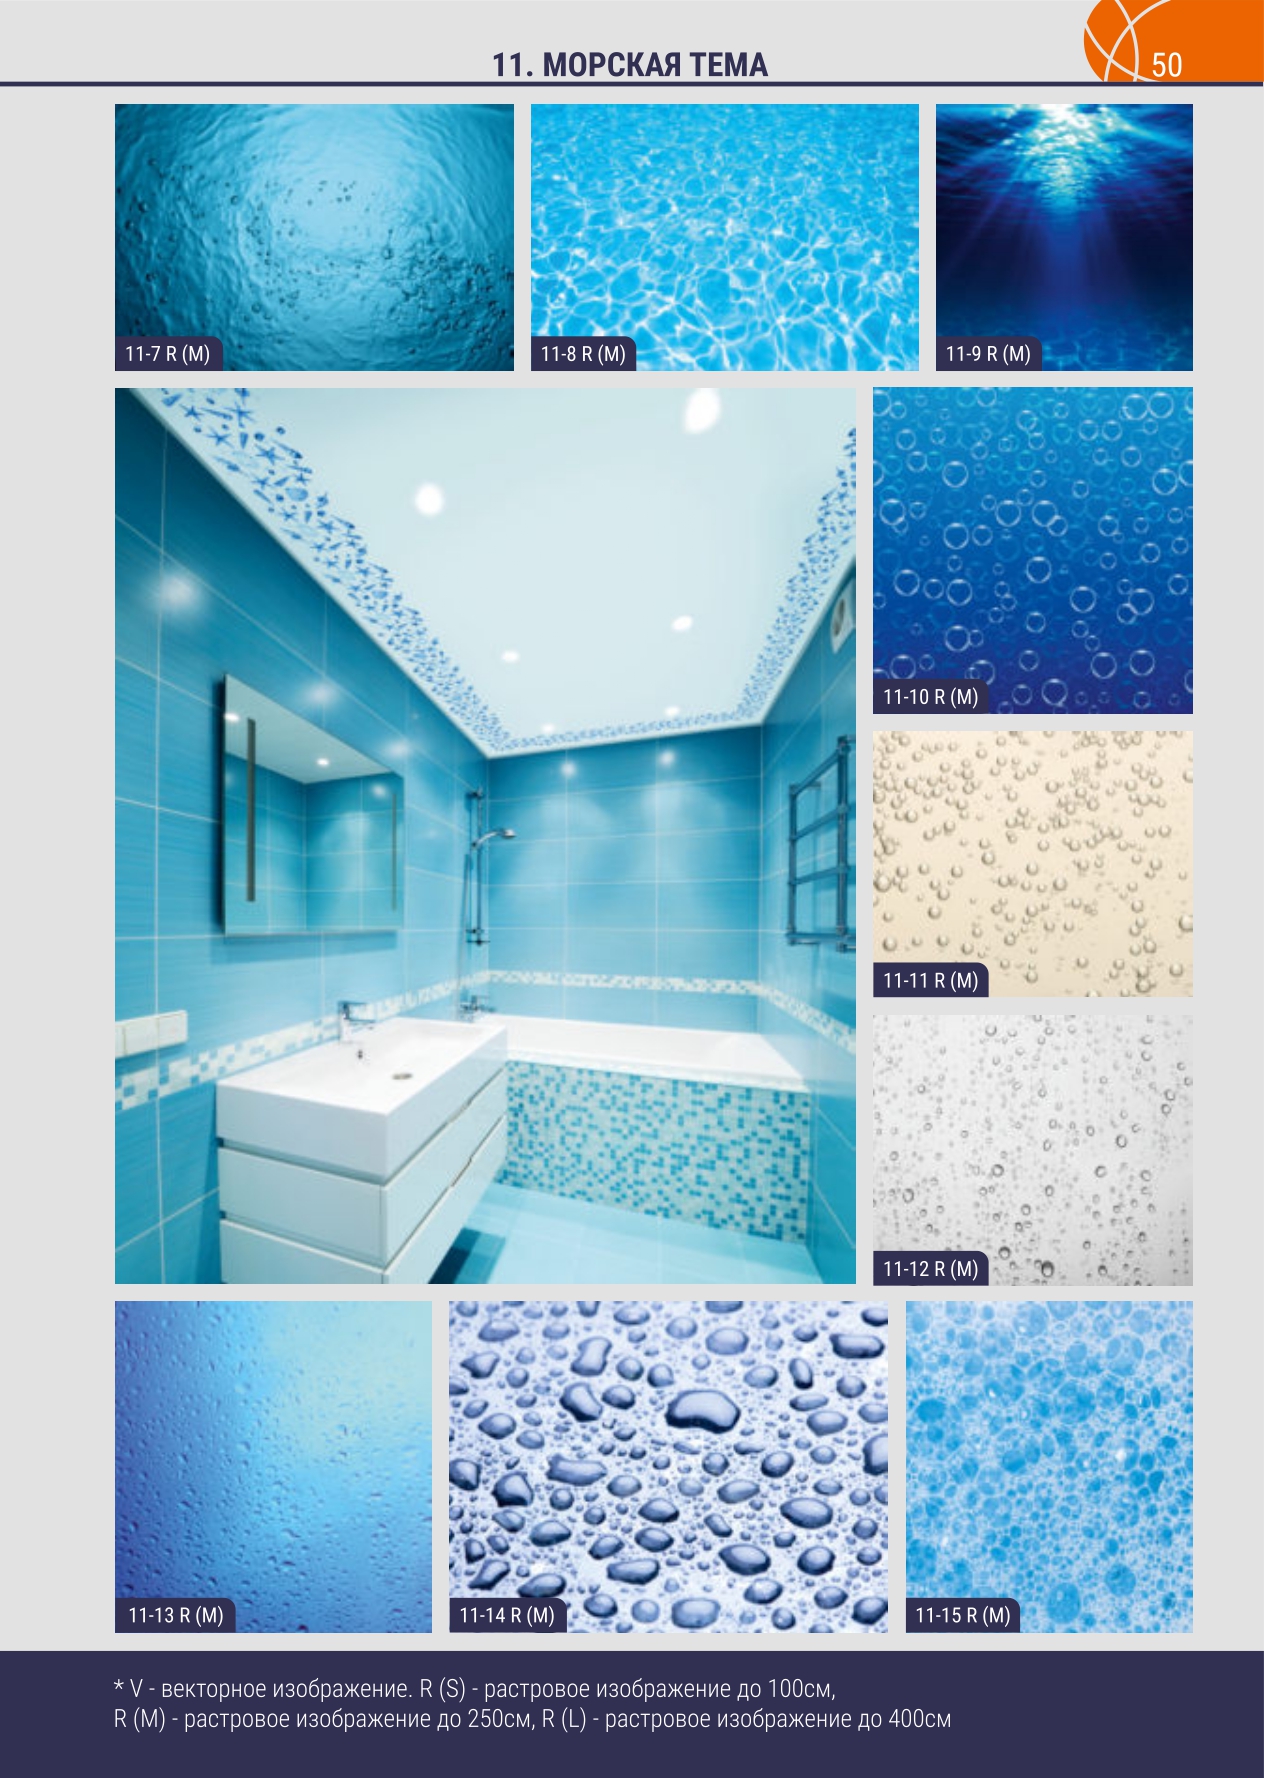 11. МОРСКАЯ ТЕМА
50
11-7 R (M)
11-8 R (M)
11-9 R (M)
11-10 R (M)
11-11 R (M)
11-12 R (M)
11-13 R (M)
11-14 R (M)
11-15 R (M)
* V - векторное изображение. R (S) - растровое изображение до 100см,
R (M) - растровое изображение до 250см, R (L) - растровое изображение до 400см